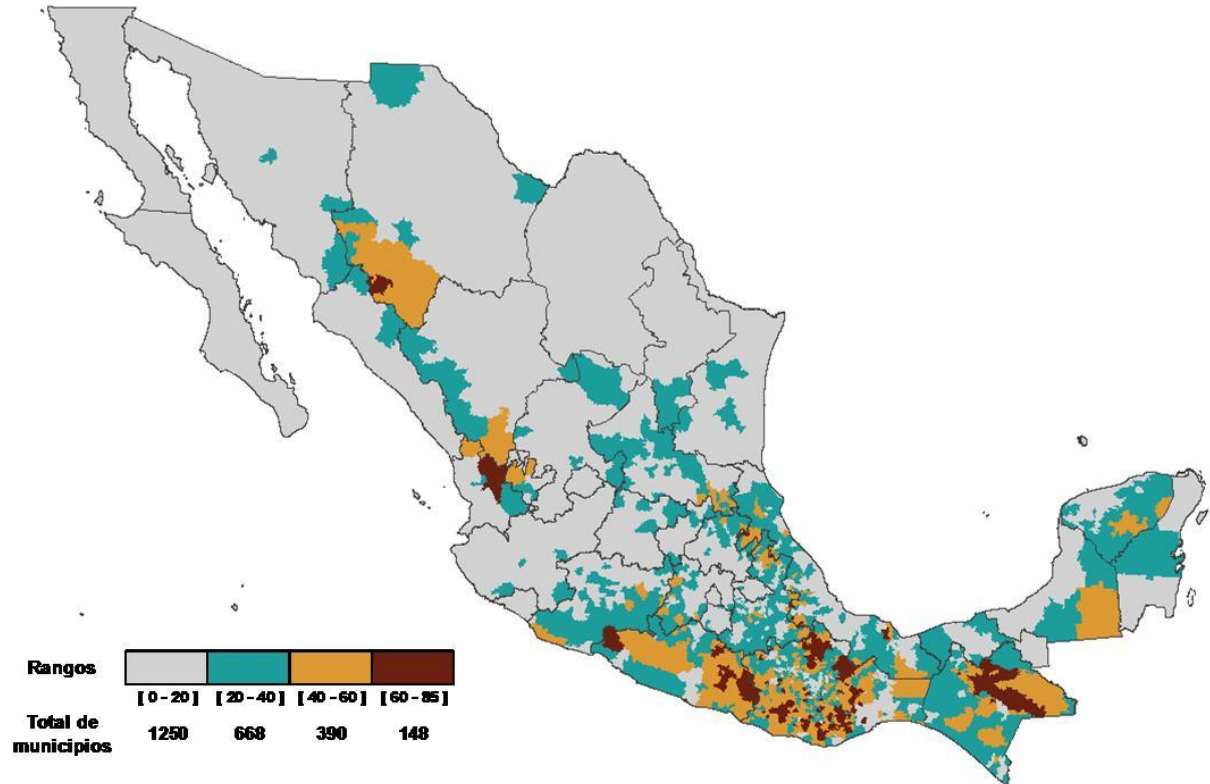 Rangos
[ 0 - 20 ] [ 20 - 40 ] [ 40 - 60 ] [ 60 - 85 ]
Total de
municipios
1250 668 390 148